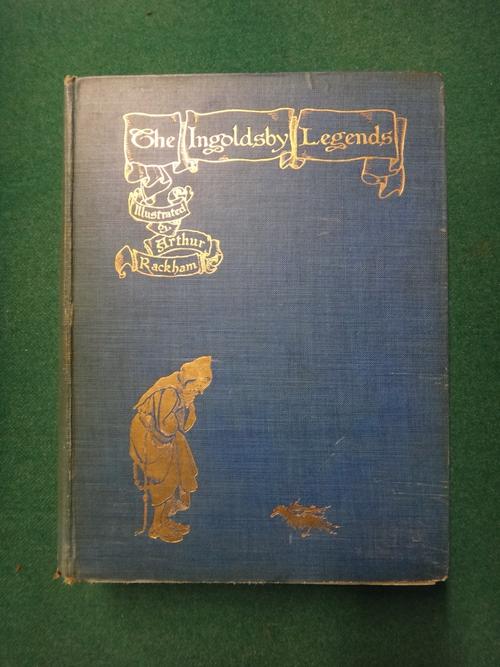 The Ingoldsby Legends
Illustrated
by
Arthur
Rackham